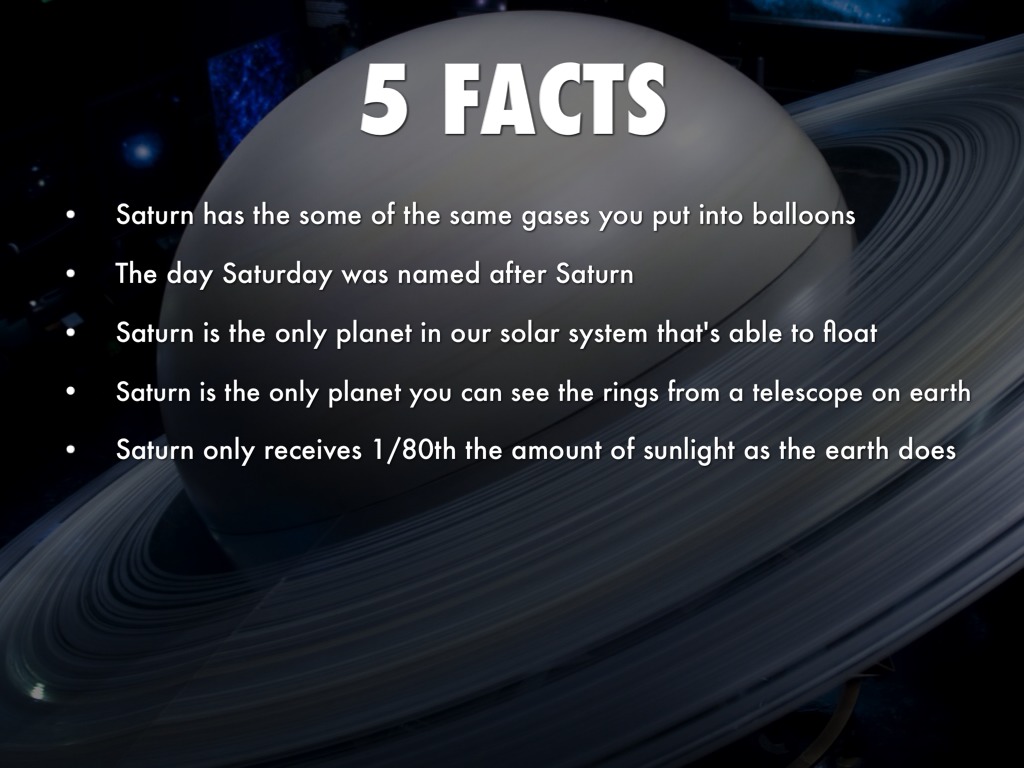 5 FACTS
• Saturn has the some of the same gases you put into balloons
• The day Saturday was named after Saturn
• Saturn is the only planet in our solar system that's able to float
• Saturn is the only planet you can see the rings from a telescope on earth
• Saturn only receives 1/80th the amount of sunlight as the earth does